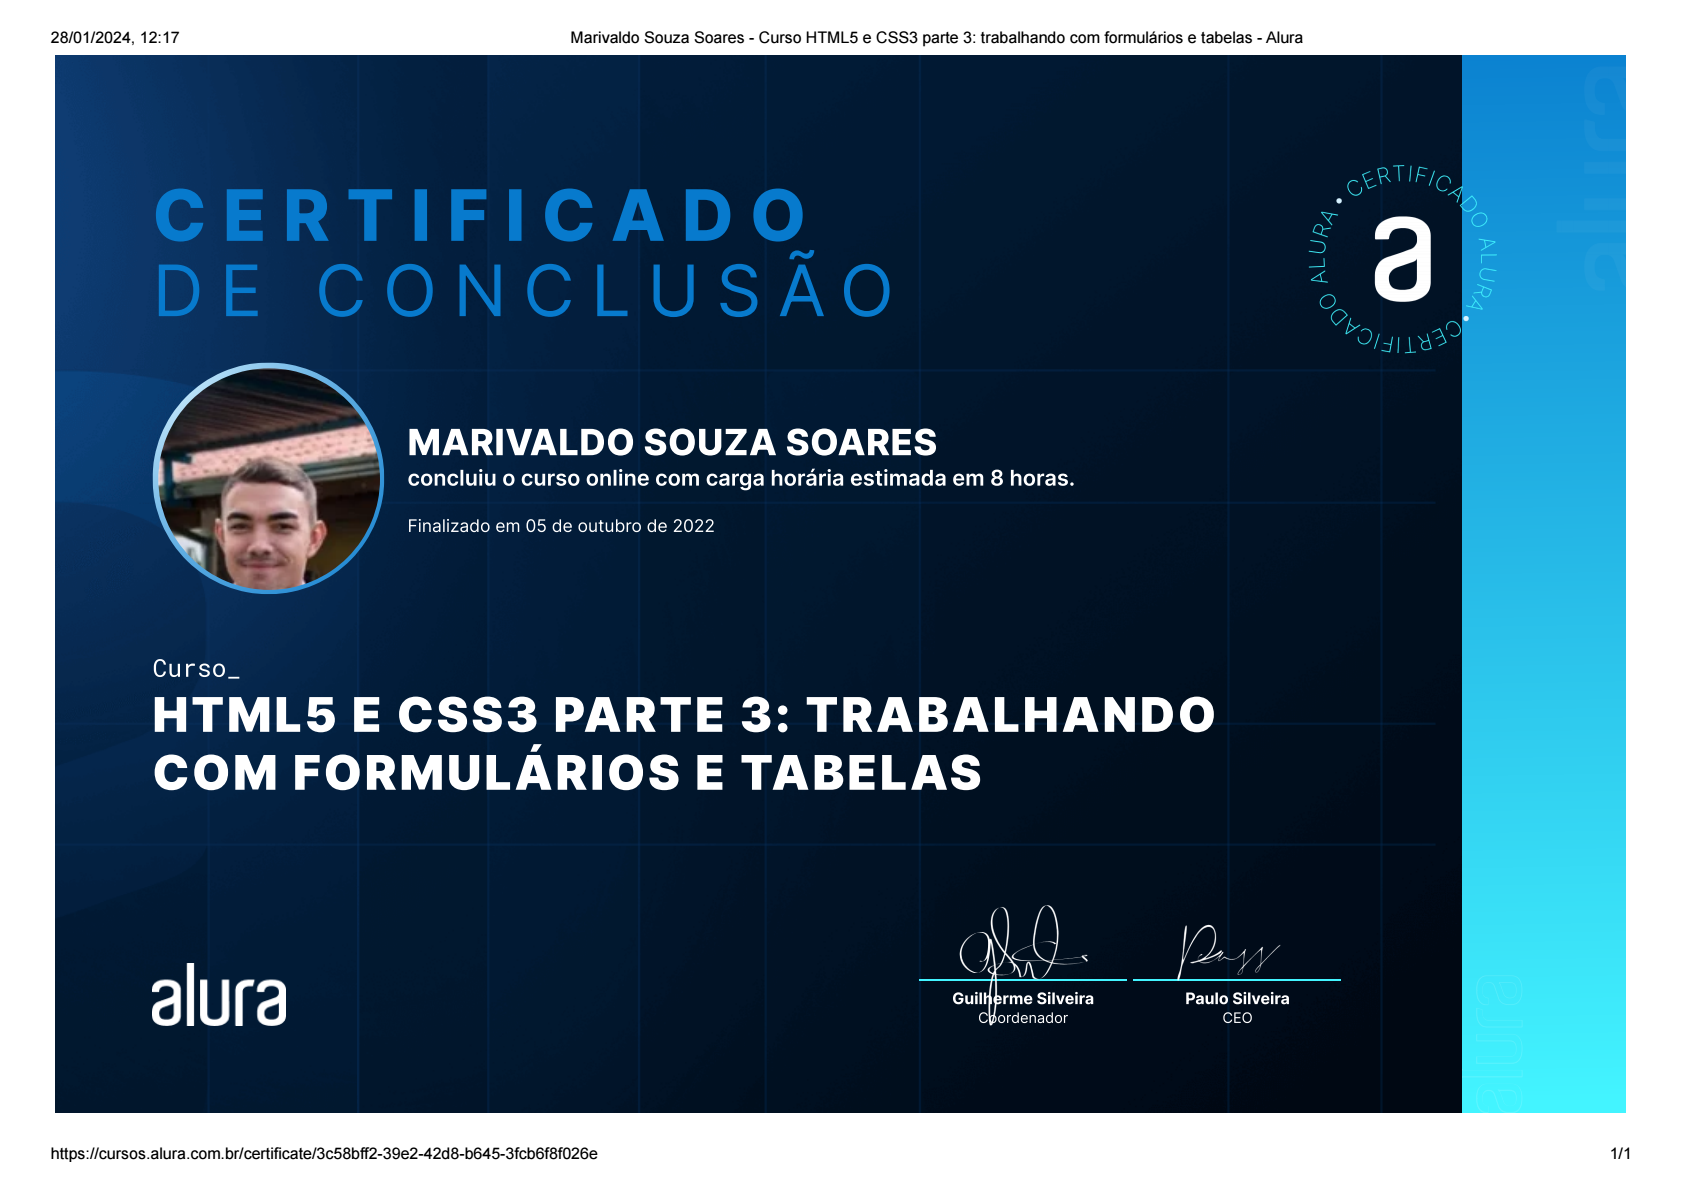 28/01/2024, 12:17
Marivaldo Souza Soares - Curso HTML5 e CSS3 parte 3: trabalhando com formulários e tabelas - Alura
CERTIFICADO
DE CONCLUSÃO
CERTIFICADO ALURA • CERTIFICADO ALURA •
a
MARIVALDO SOUZA SOARES
concluiu o curso online com carga horária estimada em 8 horas.
Finalizado em 05 de outubro de 2022
Curso_
HTML5 E CSS3 PARTE 3: TRABALHANDO
COM FORMULÁRIOS E TABELAS
alura
Guilherme Silveira
Coordenador
Paulo Silveira
CEO
alura
alura
https://cursos.alura.com.br/certificate/3c58bff2-39e2-42d8-b645-3fcb6f8f026e
1/1